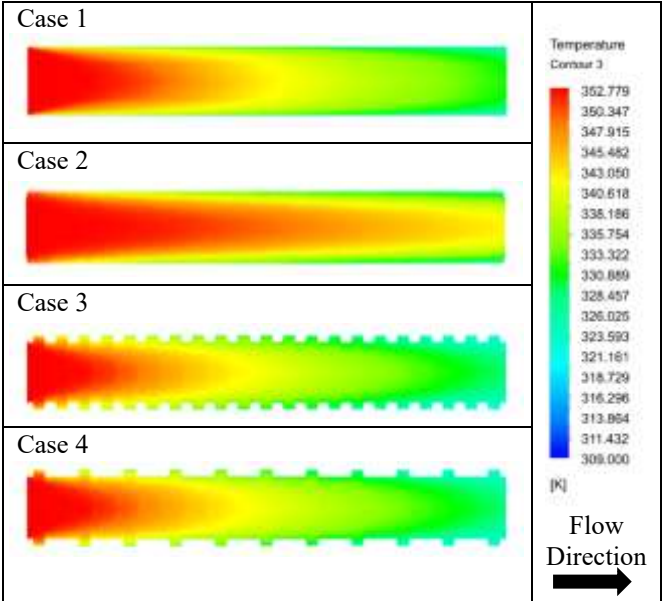 Case 1
Case 2
Case 3
Case 4
Temperature
Contour 3
352.779
350.347
347.915
345.482
343.050
340.618
338.186
335.754
333.322
330.889
328.457
326.025
323.593
321.161
318.729
316.296
313.864
311.432
309.000
[K]
Flow
Direction